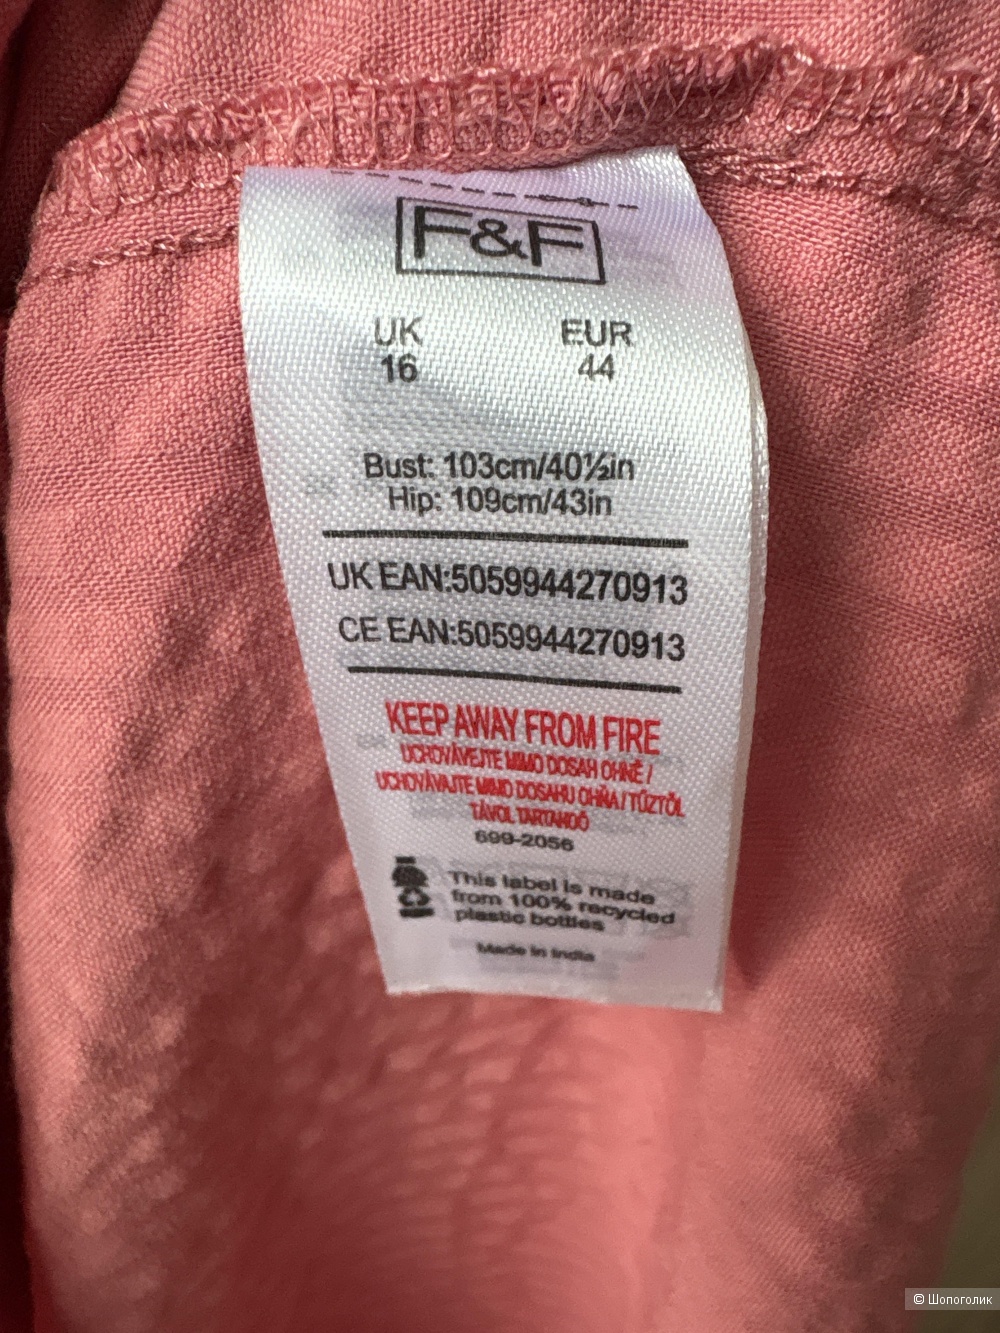 F&F
UK EUR
16 44
Bust: 103cm/40½in
Hip: 109cm/43in
UK EAN:5059944270913
CE EAN:5059944270913
KEEP AWAY FROM FIRE
UCHOVÁVEJTE MIMO DOSAH OHNĚ /
UCHOVÁVAJTE MIMO DOSAHU OHŇA / TŰZTŐL
TÁVOL TARTANDÓ
699-2056
This label is made
from 100% recycled
plastic bottles
Made in India
© Шопоголик